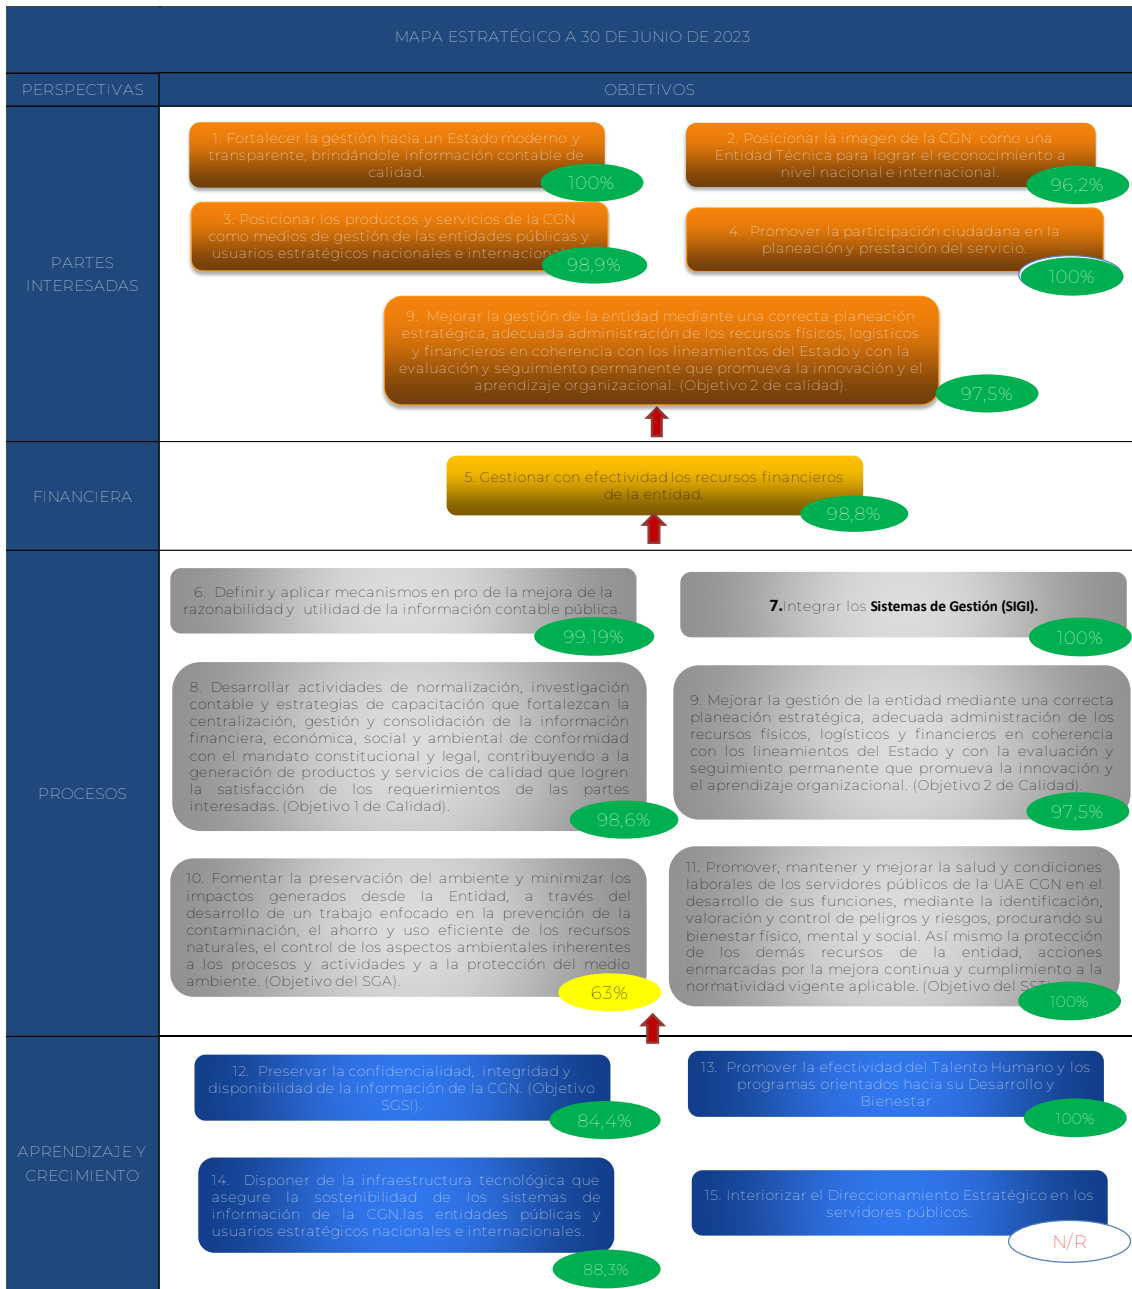 MAPA ESTRATÉGICO A 30 DE JUNIO DE 2023
PERSPECTIVAS
OBJETIVOS
PARTES
INTERESADAS
1. Fortalecer la gestión hacia un Estado moderno y
transparente, brindándole información contable de
calidad.
100%
2. Posicionar la imagen de la CGN como una
Entidad Técnica para lograr el reconocimiento a
nivel nacional e internacional.
96,2%
3. Posicionar los productos y servicios de la CGN
como medios de gestión de las entidades públicas y
usuarios estratégicos nacionales e internacional
98,9%
4. Promover la participación ciudadana en la
planeación y prestación del servicio.
100%
9. Mejorar la gestión de la entidad mediante una correcta planeación
estratégica, adecuada administración de los recursos físicos, logísticos
y financieros en coherencia con los lineamientos del Estado y con la
evaluación y seguimiento permanente que promueva la innovación y el
aprendizaje organizacional. (Objetivo 2 de calidad).
97,5%
FINANCIERA
5. Gestionar con efectividad los recursos financieros
de la entidad.
98,8%
PROCESOS
6. Definir y aplicar mecanismos en pro de la mejora de la
razonabilidad y utilidad de la información contable pública.
99.19%
7.Integrar los Sistemas de Gestión (SIGI).
100%
8. Desarrollar actividades de normalización, investigación
contable y estrategias de capacitación que fortalezcan la
centralización, gestión y consolidación de la información
financiera, económica, social y ambiental de conformidad
con el mandato constitucional y legal, contribuyendo a la
generación de productos y servicios de calidad que logren
la satisfacción de los requerimientos de las partes
interesadas. (Objetivo 1 de Calidad).
98,6%
9. Mejorar la gestión de la entidad mediante una correcta
planeación estratégica, adecuada administración de los
recursos físicos, logísticos y financieros en coherencia
con los lineamientos del Estado y con la evaluación y
seguimiento permanente que promueva la innovación y
el aprendizaje organizacional. (Objetivo 2 de Calidad).
97,5%
10. Fomentar la preservación del ambiente y minimizar los
impactos generados desde la Entidad, a través del
desarrollo de un trabajo enfocado en la prevención de la
contaminación, el ahorro y uso eficiente de los recursos
naturales, el control de los aspectos ambientales inherentes
a los procesos y actividades y a la protección del medio
ambiente. (Objetivo del SGA).
63%
11. Promover, mantener y mejorar la salud y condiciones
laborales de los servidores públicos de la UAE CGN en el
desarrollo de sus funciones, mediante la identificación,
valoración y control de peligros y riesgos, procurando su
bienestar físico, mental y social. Así mismo la protección
de los demás recursos de la entidad, acciones
enmarcadas por la mejora continua y cumplimiento a la
normatividad vigente aplicable. (Objetivo del SST).
100%
APRENDIZAJE Y
CRECIMIENTO
12. Preservar la confidencialidad, integridad y
disponibilidad de la información de la CGN. (Objetivo
SGSI).
84,4%
13. Promover la efectividad del Talento Humano y los
programas orientados hacia su Desarrollo y
Bienestar
100%
14. Disponer de la infraestructura tecnológica que
asegure la sostenibilidad de los sistemas de
información de la CGN.las entidades públicas y
usuarios estratégicos nacionales e internacionales.
88,3%
15. Interiorizar el Direccionamiento Estratégico en los
servidores públicos.
N/R